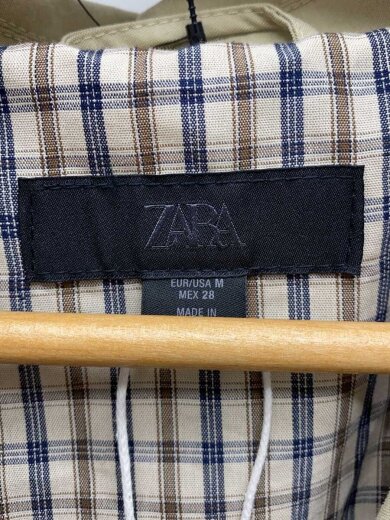 ZARA
EUR/USA M
MEX 28
MADE IN